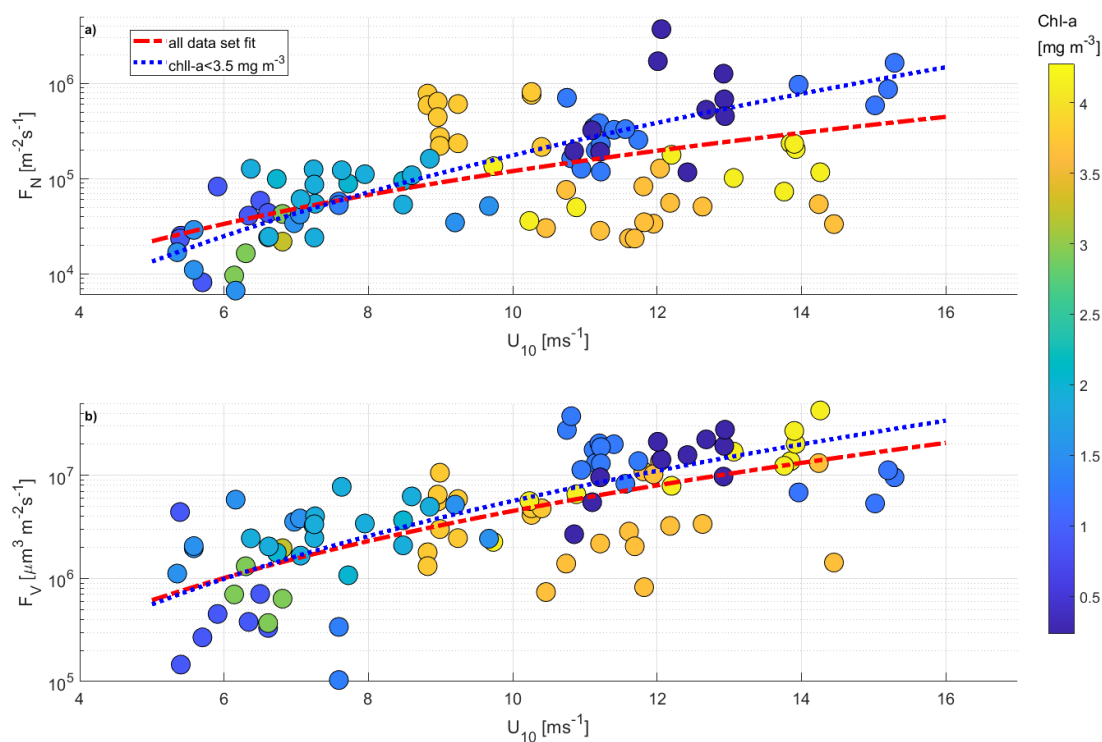 a)
all data set fit
chll-a<3.5 mg m⁻³
F_N [m⁻²s⁻¹]
10⁶
10⁵
10⁴
4 6 8 10 12 14 16
U₁₀ [ms⁻¹]
b)
F_V [μm³ m⁻²s⁻¹]
10⁷
10⁶
10⁵
4 6 8 10 12 14 16
U₁₀ [ms⁻¹]
Chl-a
[mg m⁻³]
4
3.5
3
2.5
2
1.5
1
0.5